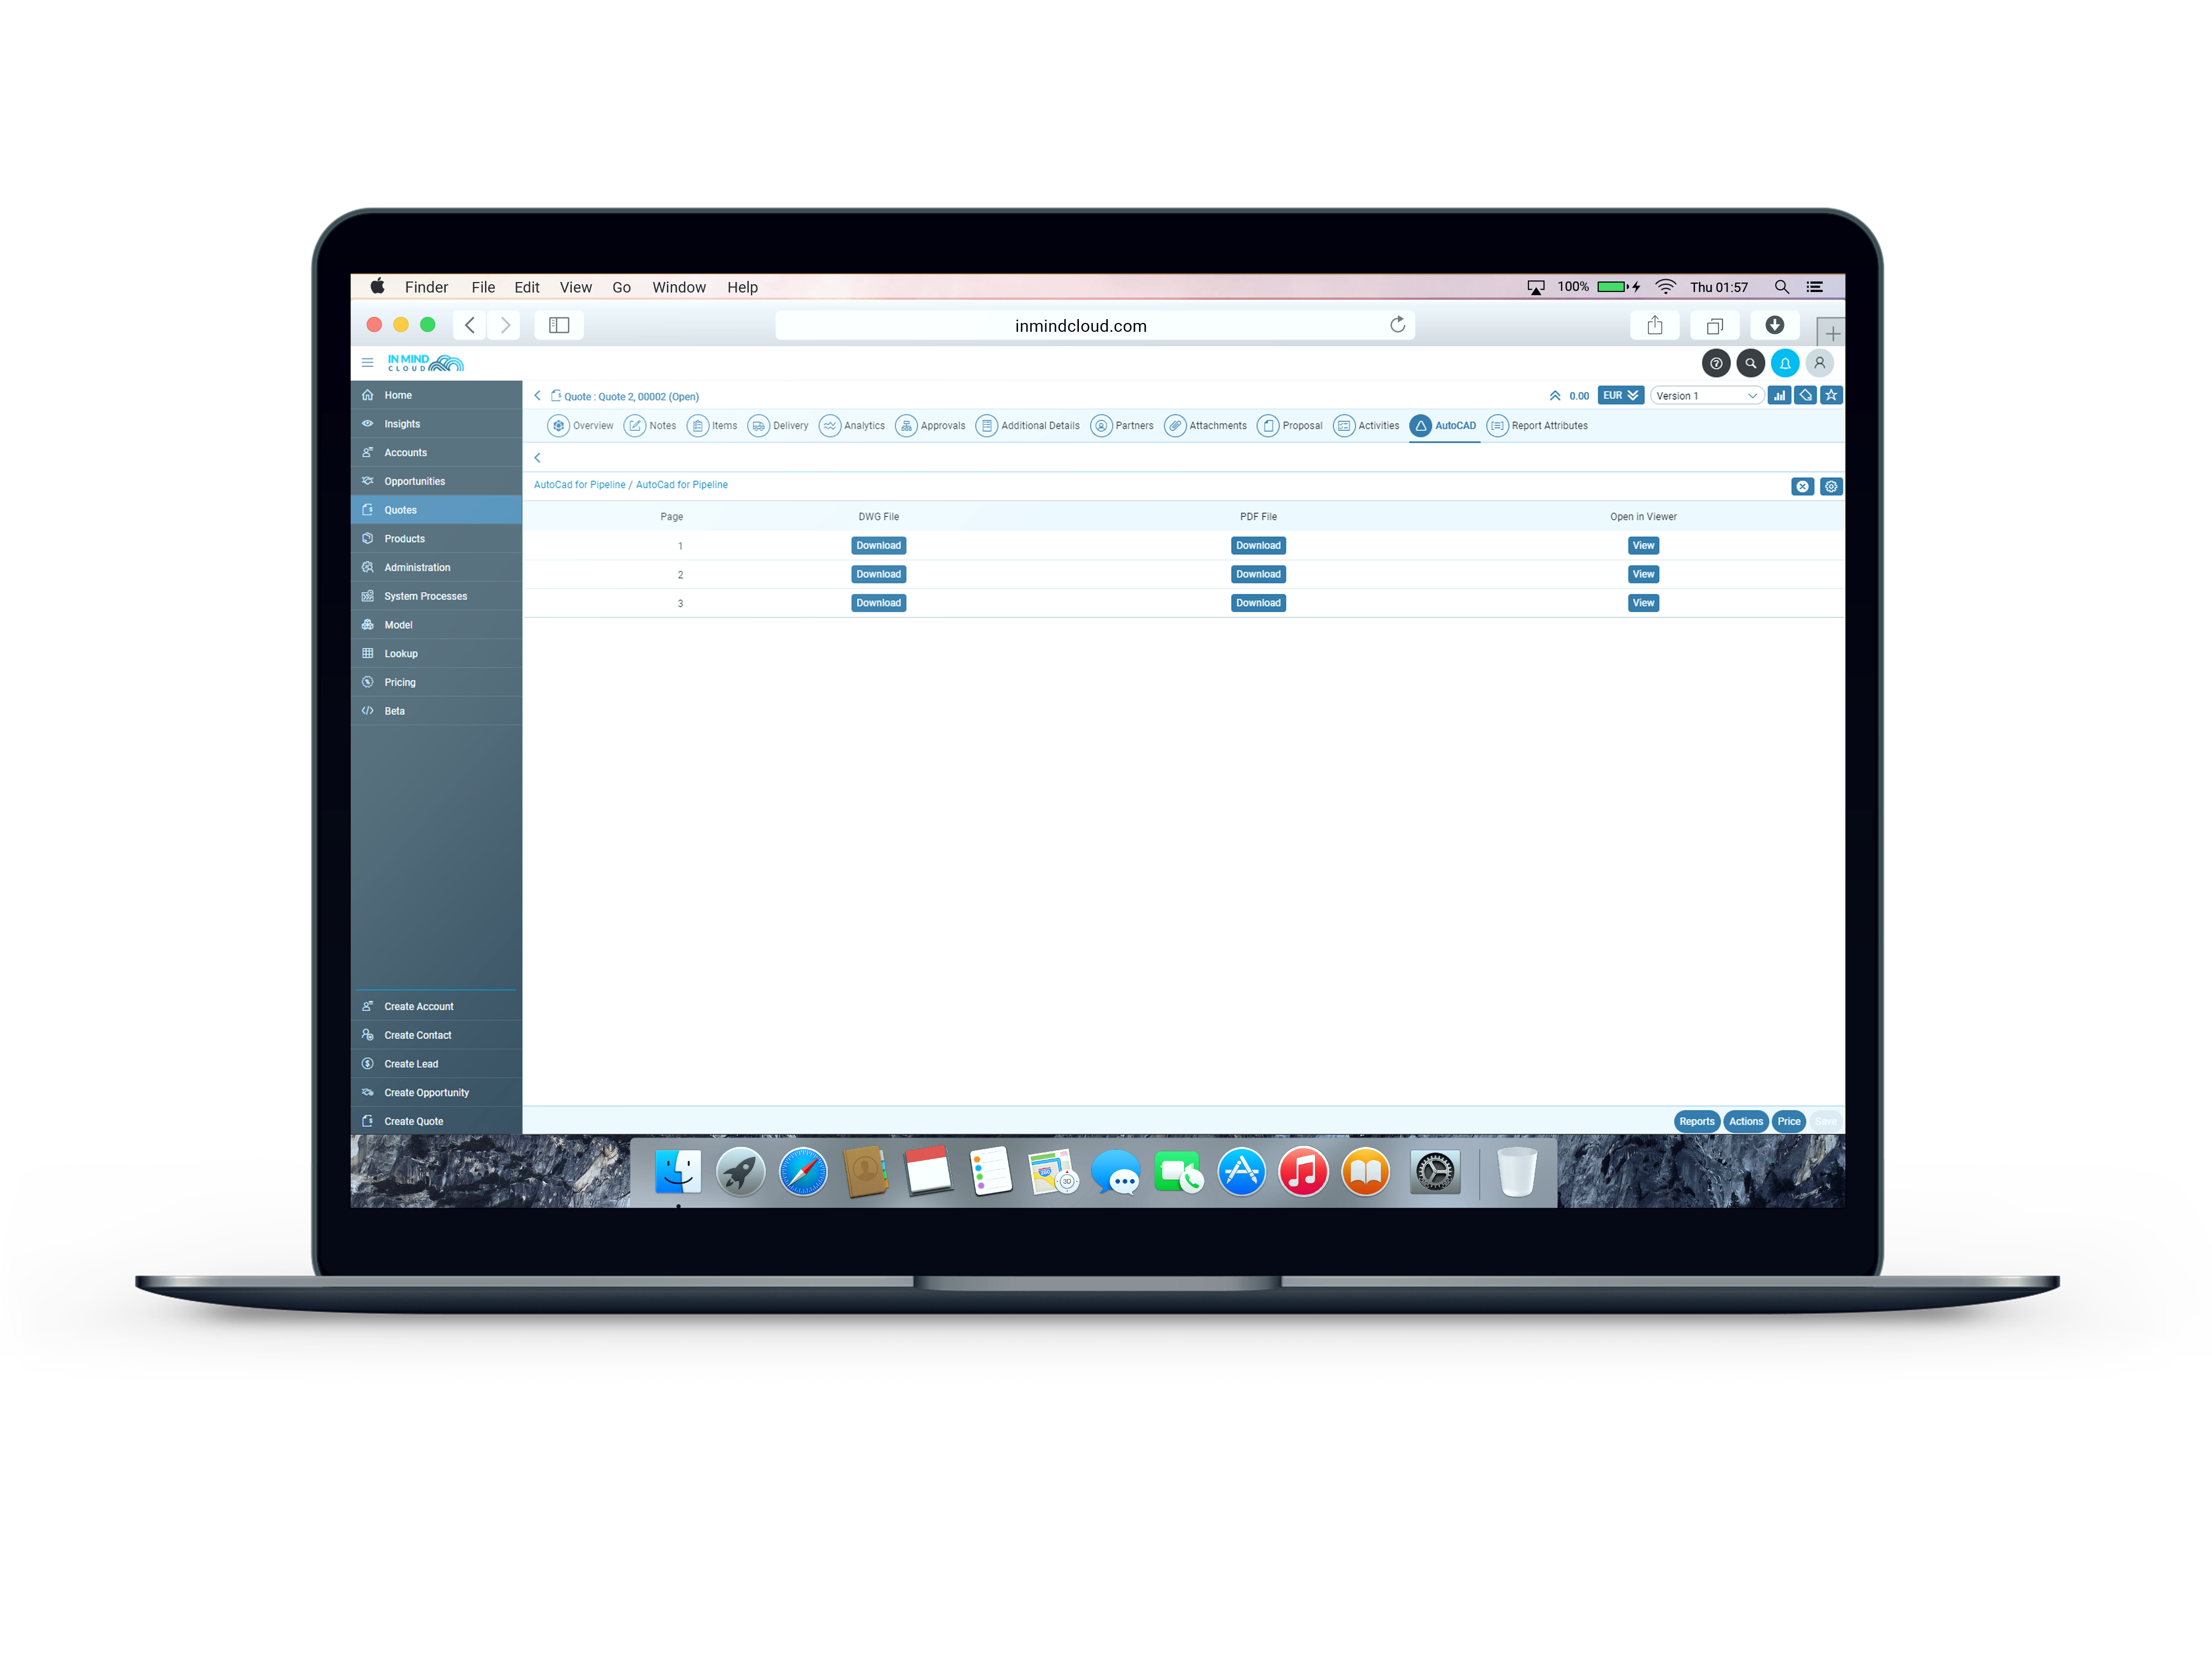 Finder File Edit View Go Window Help 100% Thu 01:57
inmindcloud.com
IN MIND
CLOUD
Quote : Quote 2, 00002 (Open) 0.00 EUR Version 1
Overview Notes Items Delivery Analytics Approvals Additional Details Partners Attachments Proposal Activities AutoCAD Report Attributes
AutoCad for Pipeline / AutoCad for Pipeline
Page DWG File PDF File Open in Viewer
1 Download Download View
2 Download Download View
3 Download Download View
Home
Insights
Accounts
Opportunities
Quotes
Products
Administration
System Processes
Model
Lookup
Pricing
Beta
Create Account
Create Contact
Create Lead
Create Opportunity
Create Quote
Reports Actions Price Save
3D